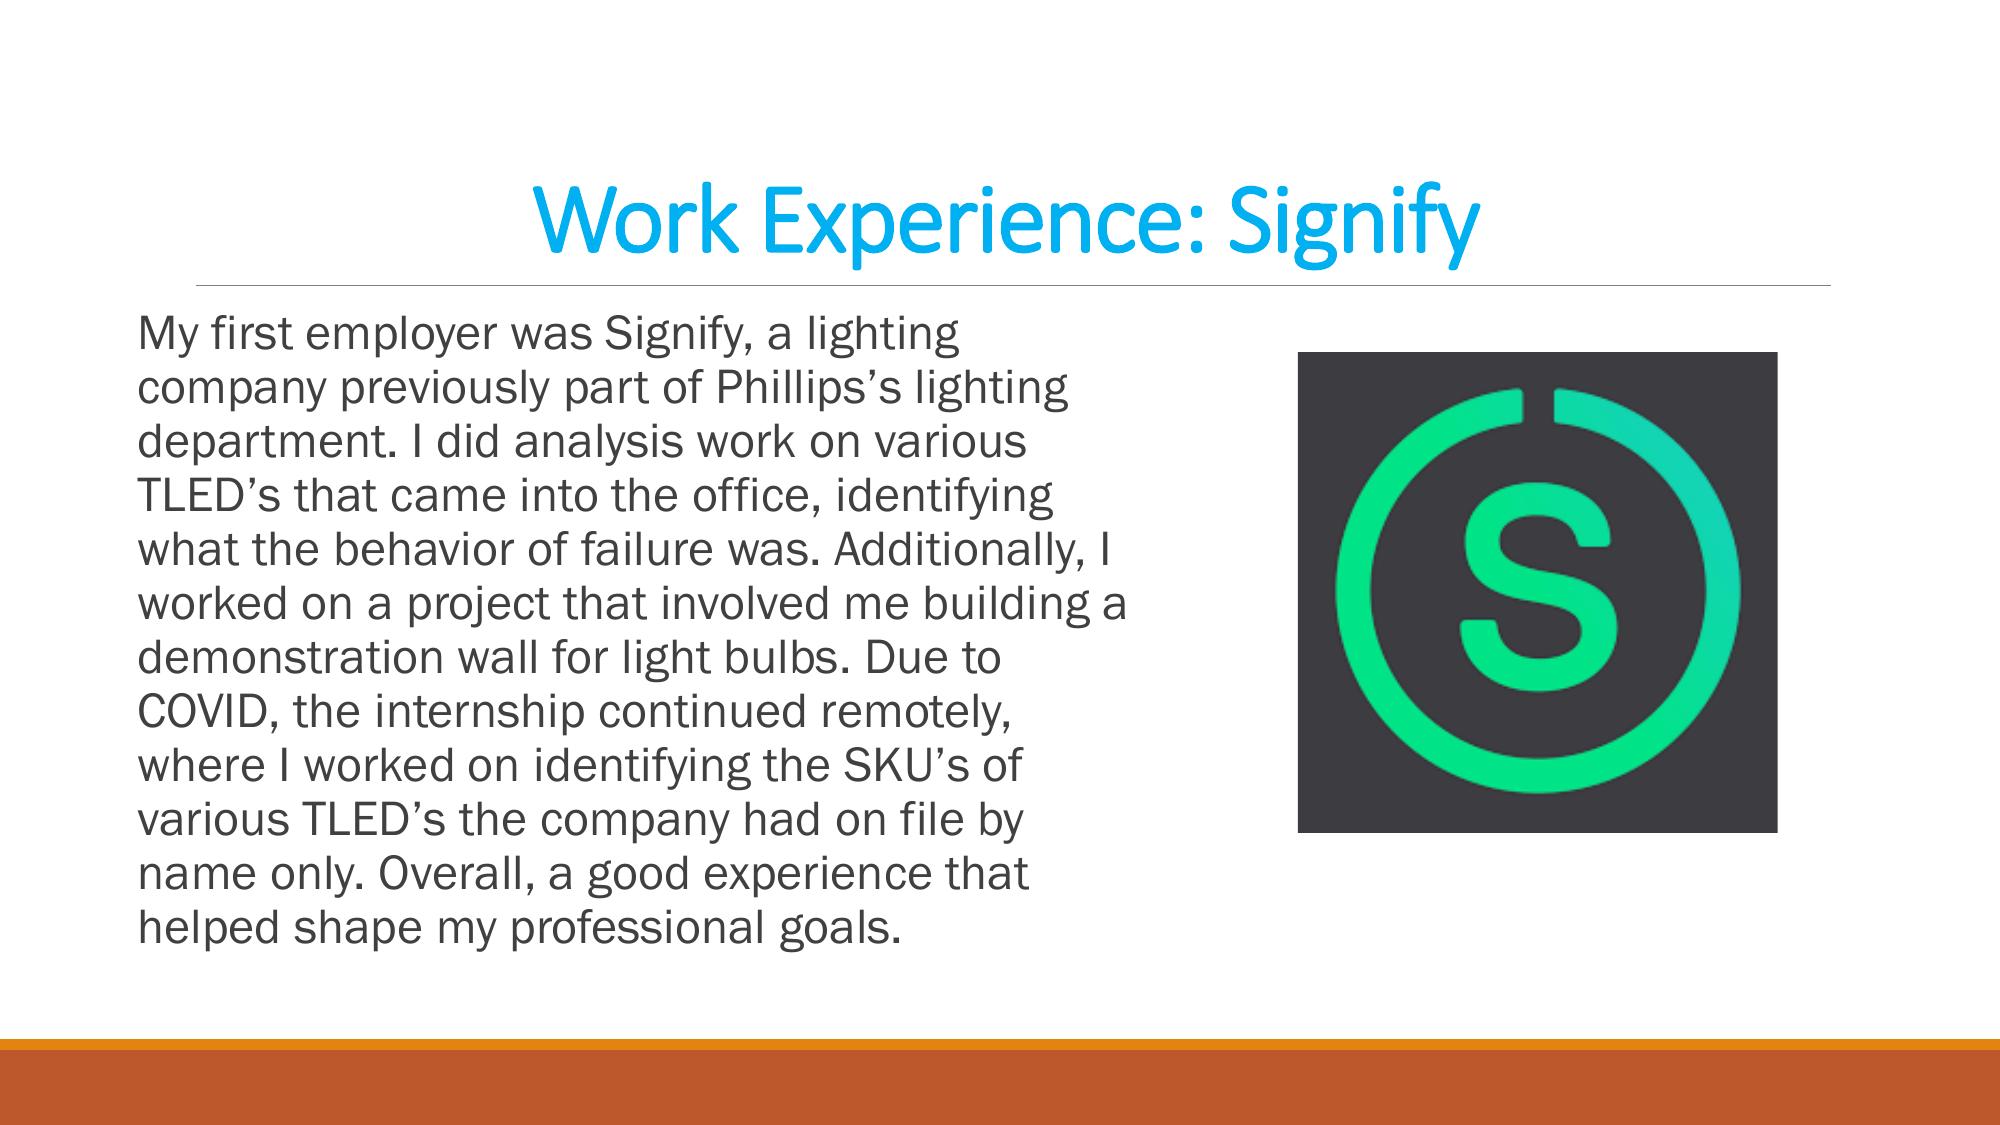 Work Experience: Signify
My first employer was Signify, a lighting
company previously part of Phillips’s lighting
department. I did analysis work on various
TLED’s that came into the office, identifying
what the behavior of failure was. Additionally, I
worked on a project that involved me building a
demonstration wall for light bulbs. Due to
COVID, the internship continued remotely,
where I worked on identifying the SKU’s of
various TLED’s the company had on file by
name only. Overall, a good experience that
helped shape my professional goals.
S